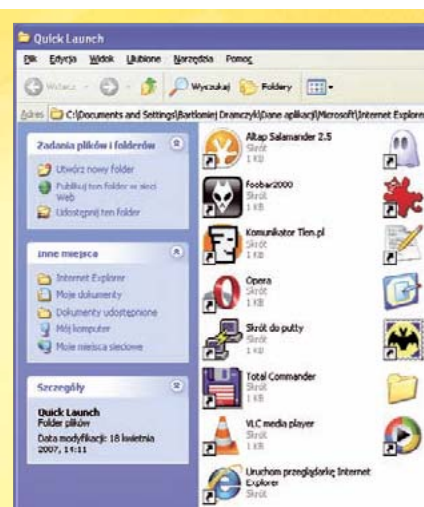 Quick Launch
Plik Edycja Widok Ulubione Narzędzia Pomoc
Wstecz Wyszukaj Foldery
Adres C:\Documents and Settings\Bartłomiej Dramczyk\Dane aplikacji\Microsoft\Internet Explorer
Zadania plików i folderów
Utwórz nowy folder
Publikuj ten folder w sieci
Web
Udostępnij ten folder
Inne miejsca
Internet Explorer
Moje dokumenty
Dokumenty udostępnione
Mój komputer
Moje miejsca sieciowe
Szczegóły
Quick Launch
Folder plików
Data modyfikacji: 18 kwietnia
2007, 14:11
Altap Salamander 2.5
Skrót
1 KB
foobar2000
Skrót
1 KB
Komunikator Tlen.pl
Skrót
1 KB
Opera
Skrót
1 KB
Skrót do putty
Skrót
1 KB
Total Commander
Skrót
1 KB
VLC media player
Skrót
1 KB
Uruchom przeglądarkę Internet
Explorer
Skrót